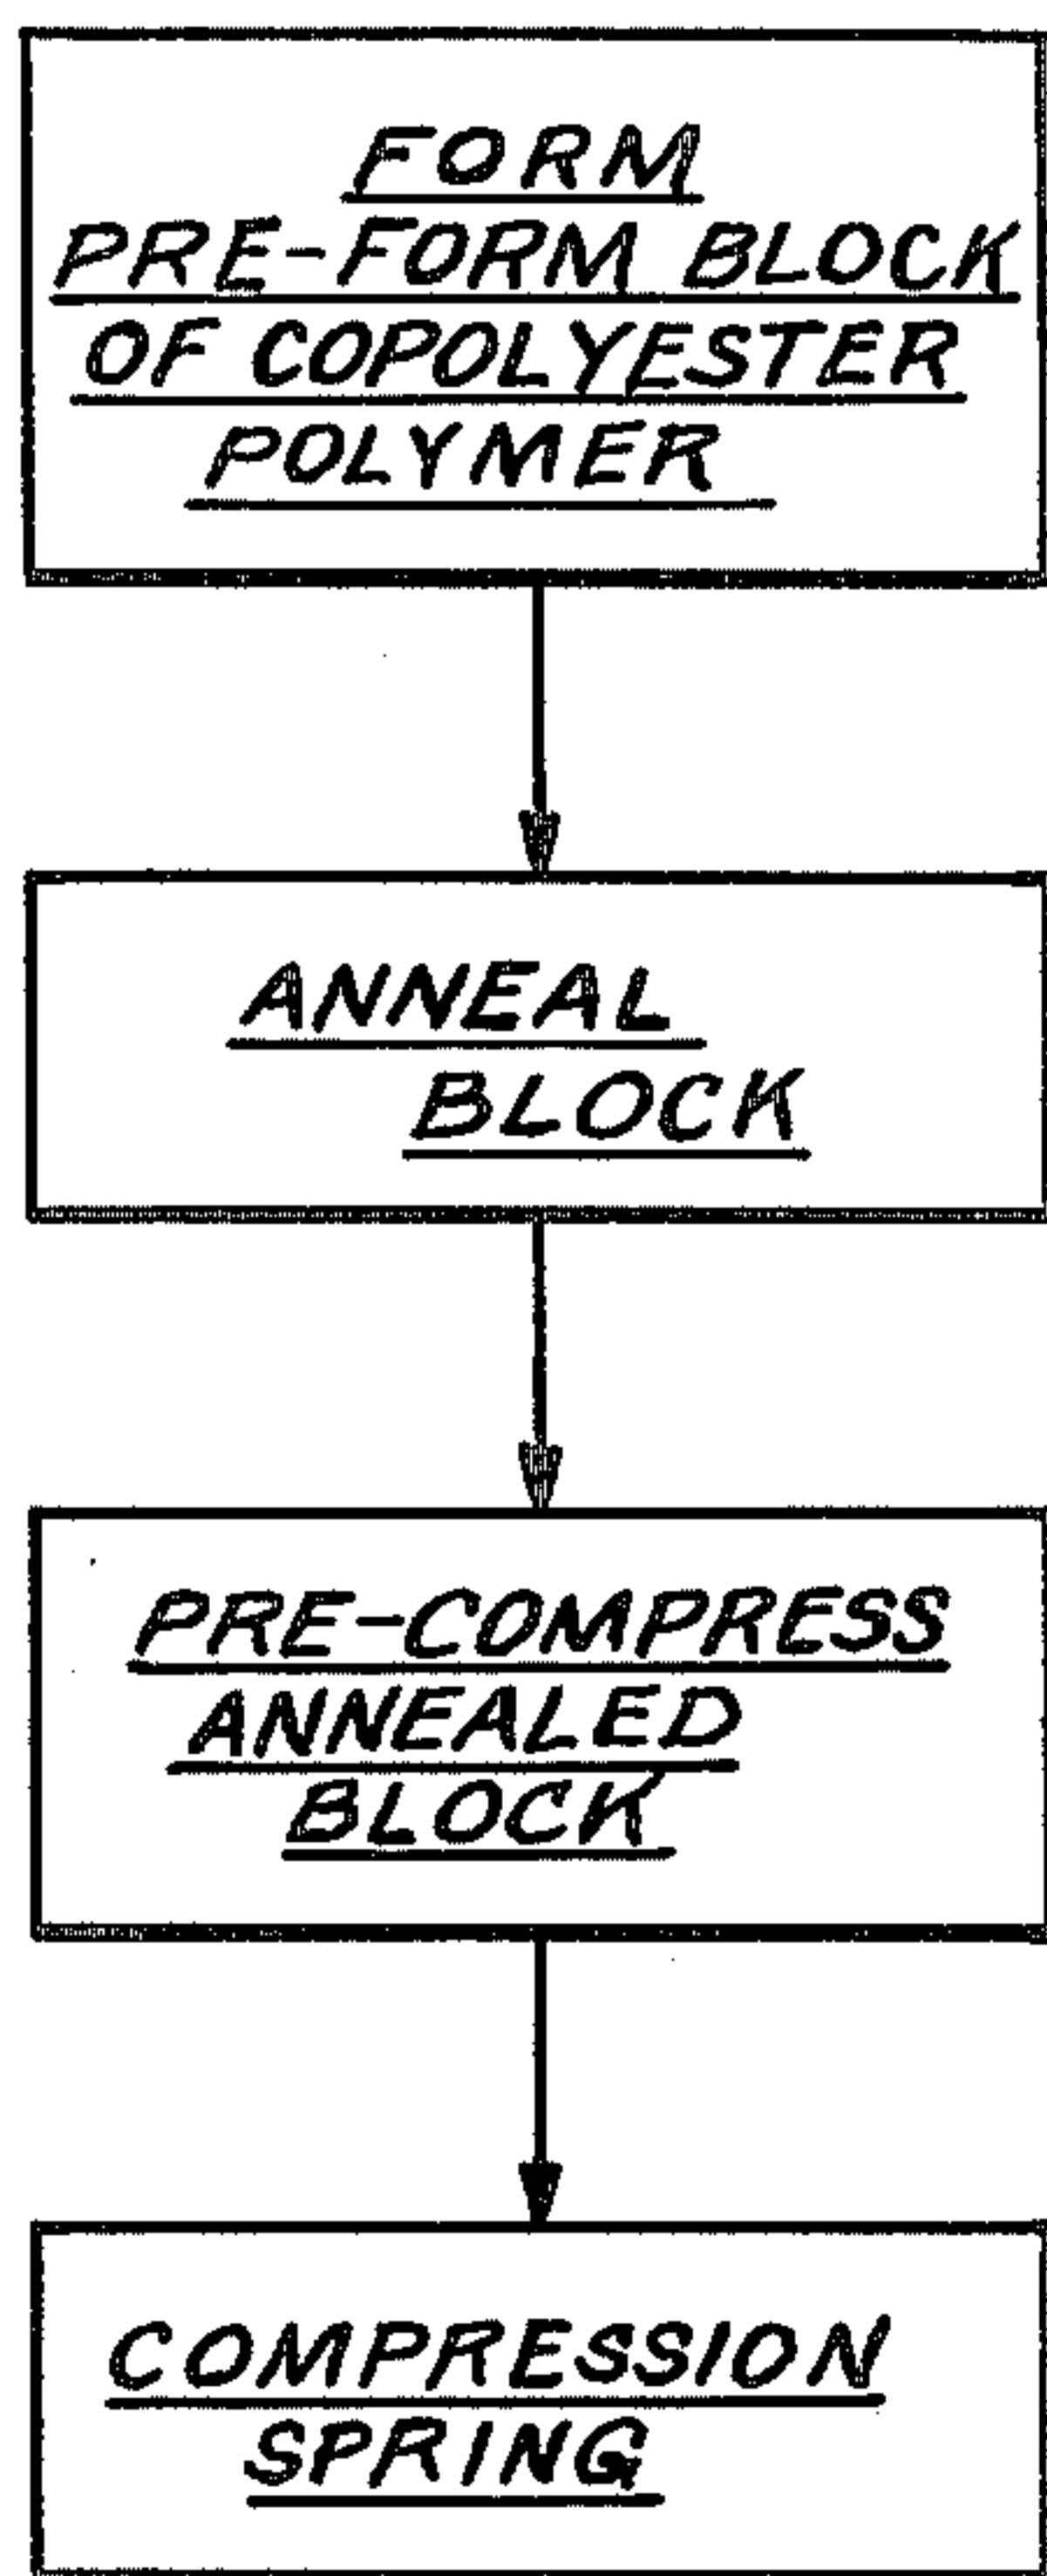 FORM
PRE-FORM BLOCK
OF COPOLYESTER
POLYMER
ANNEAL
BLOCK
PRE-COMPRESS
ANNEALED
BLOCK
COMPRESSION
SPRING